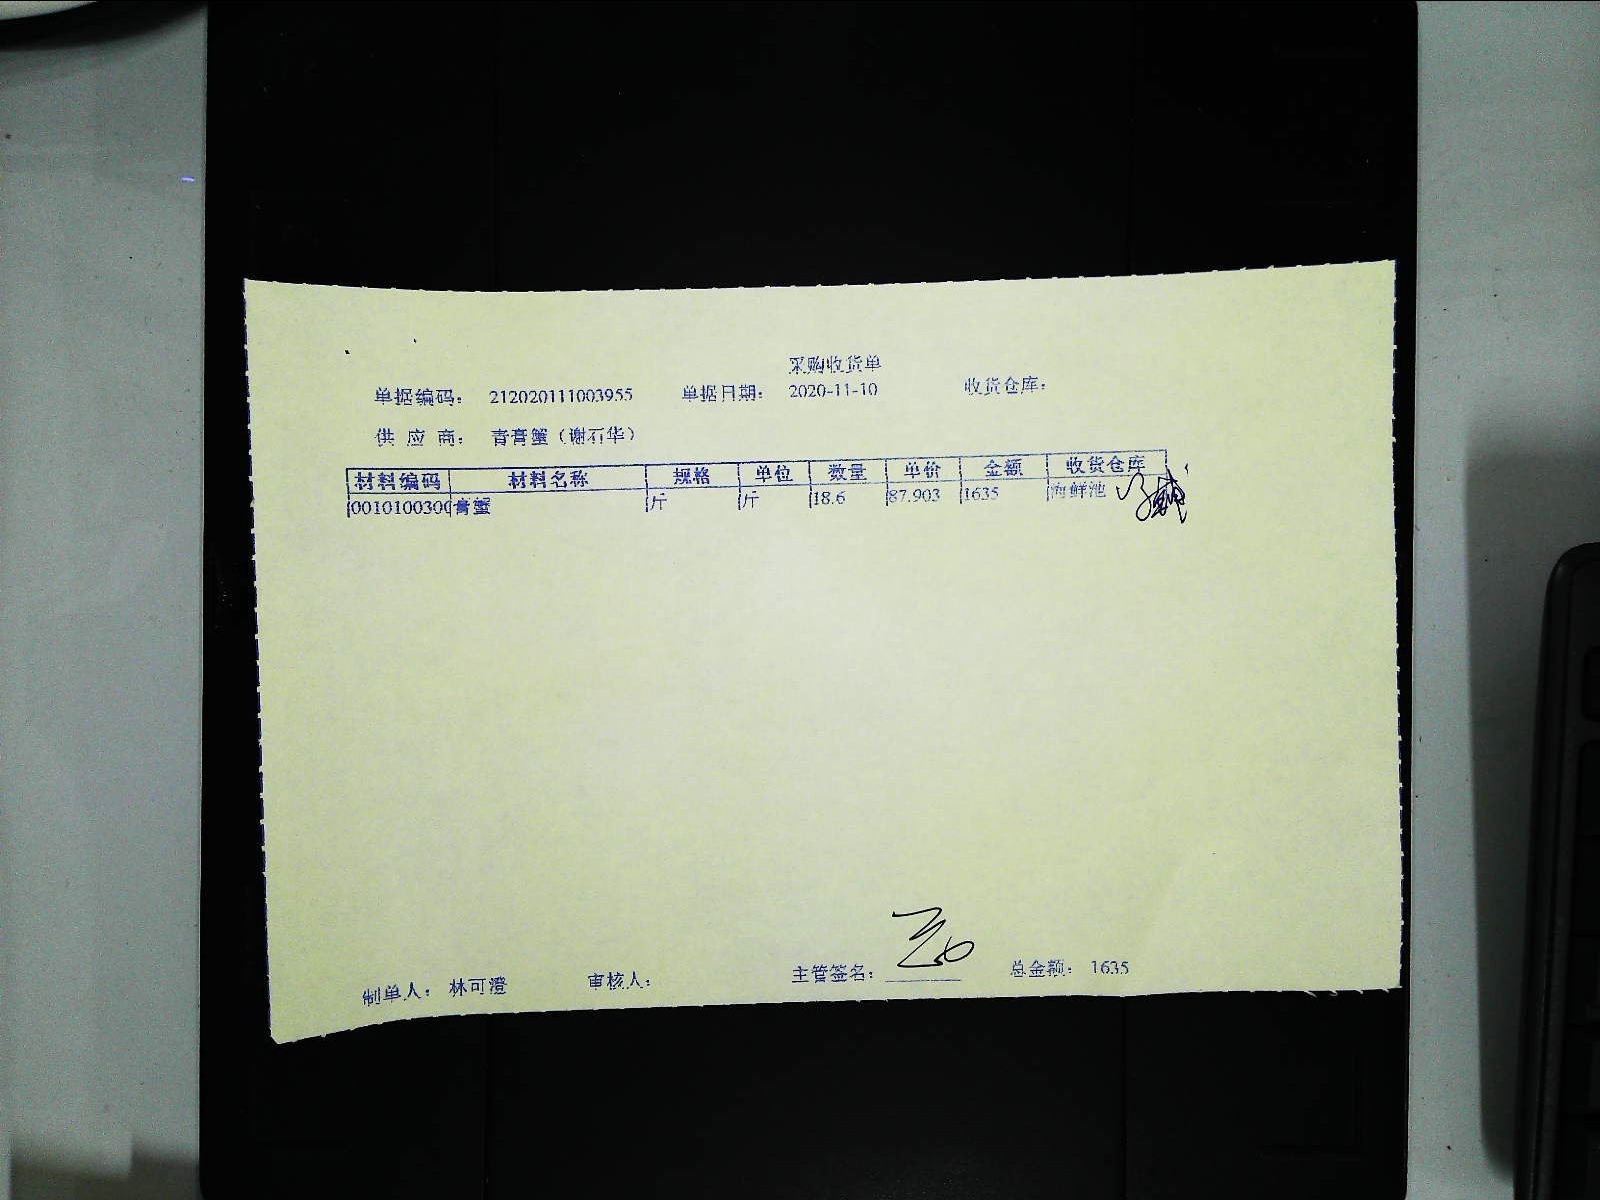 采购收货单
单据编码： 212020111003955 单据日期： 2020-11-10 收货仓库：
供 应 商： 青膏蟹（谢石华）
材料编码 材料名称 规格 单位 数量 单价 金额 收货仓库
0010100300 膏蟹 斤 斤 18.6 87.903 1635 海鲜池
制单人： 林可澄 审核人： 主管签名： 总金额： 1635